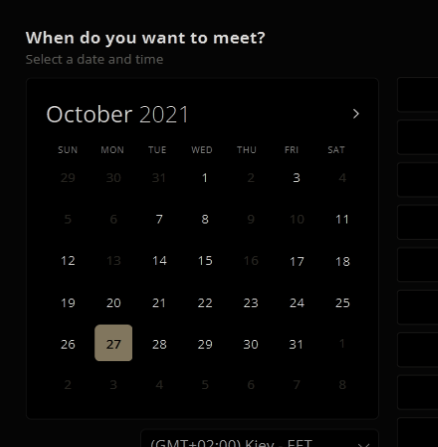 When do you want to meet?
Select a date and time
October 2021
SUN MON TUE WED THU FRI SAT
29 30 31 1 2 3 4
5 6 7 8 9 10 11
12 13 14 15 16 17 18
19 20 21 22 23 24 25
26 27 28 29 30 31 1
2 3 4 5 6 7 8
(GMT+02:00) Kiev - EET